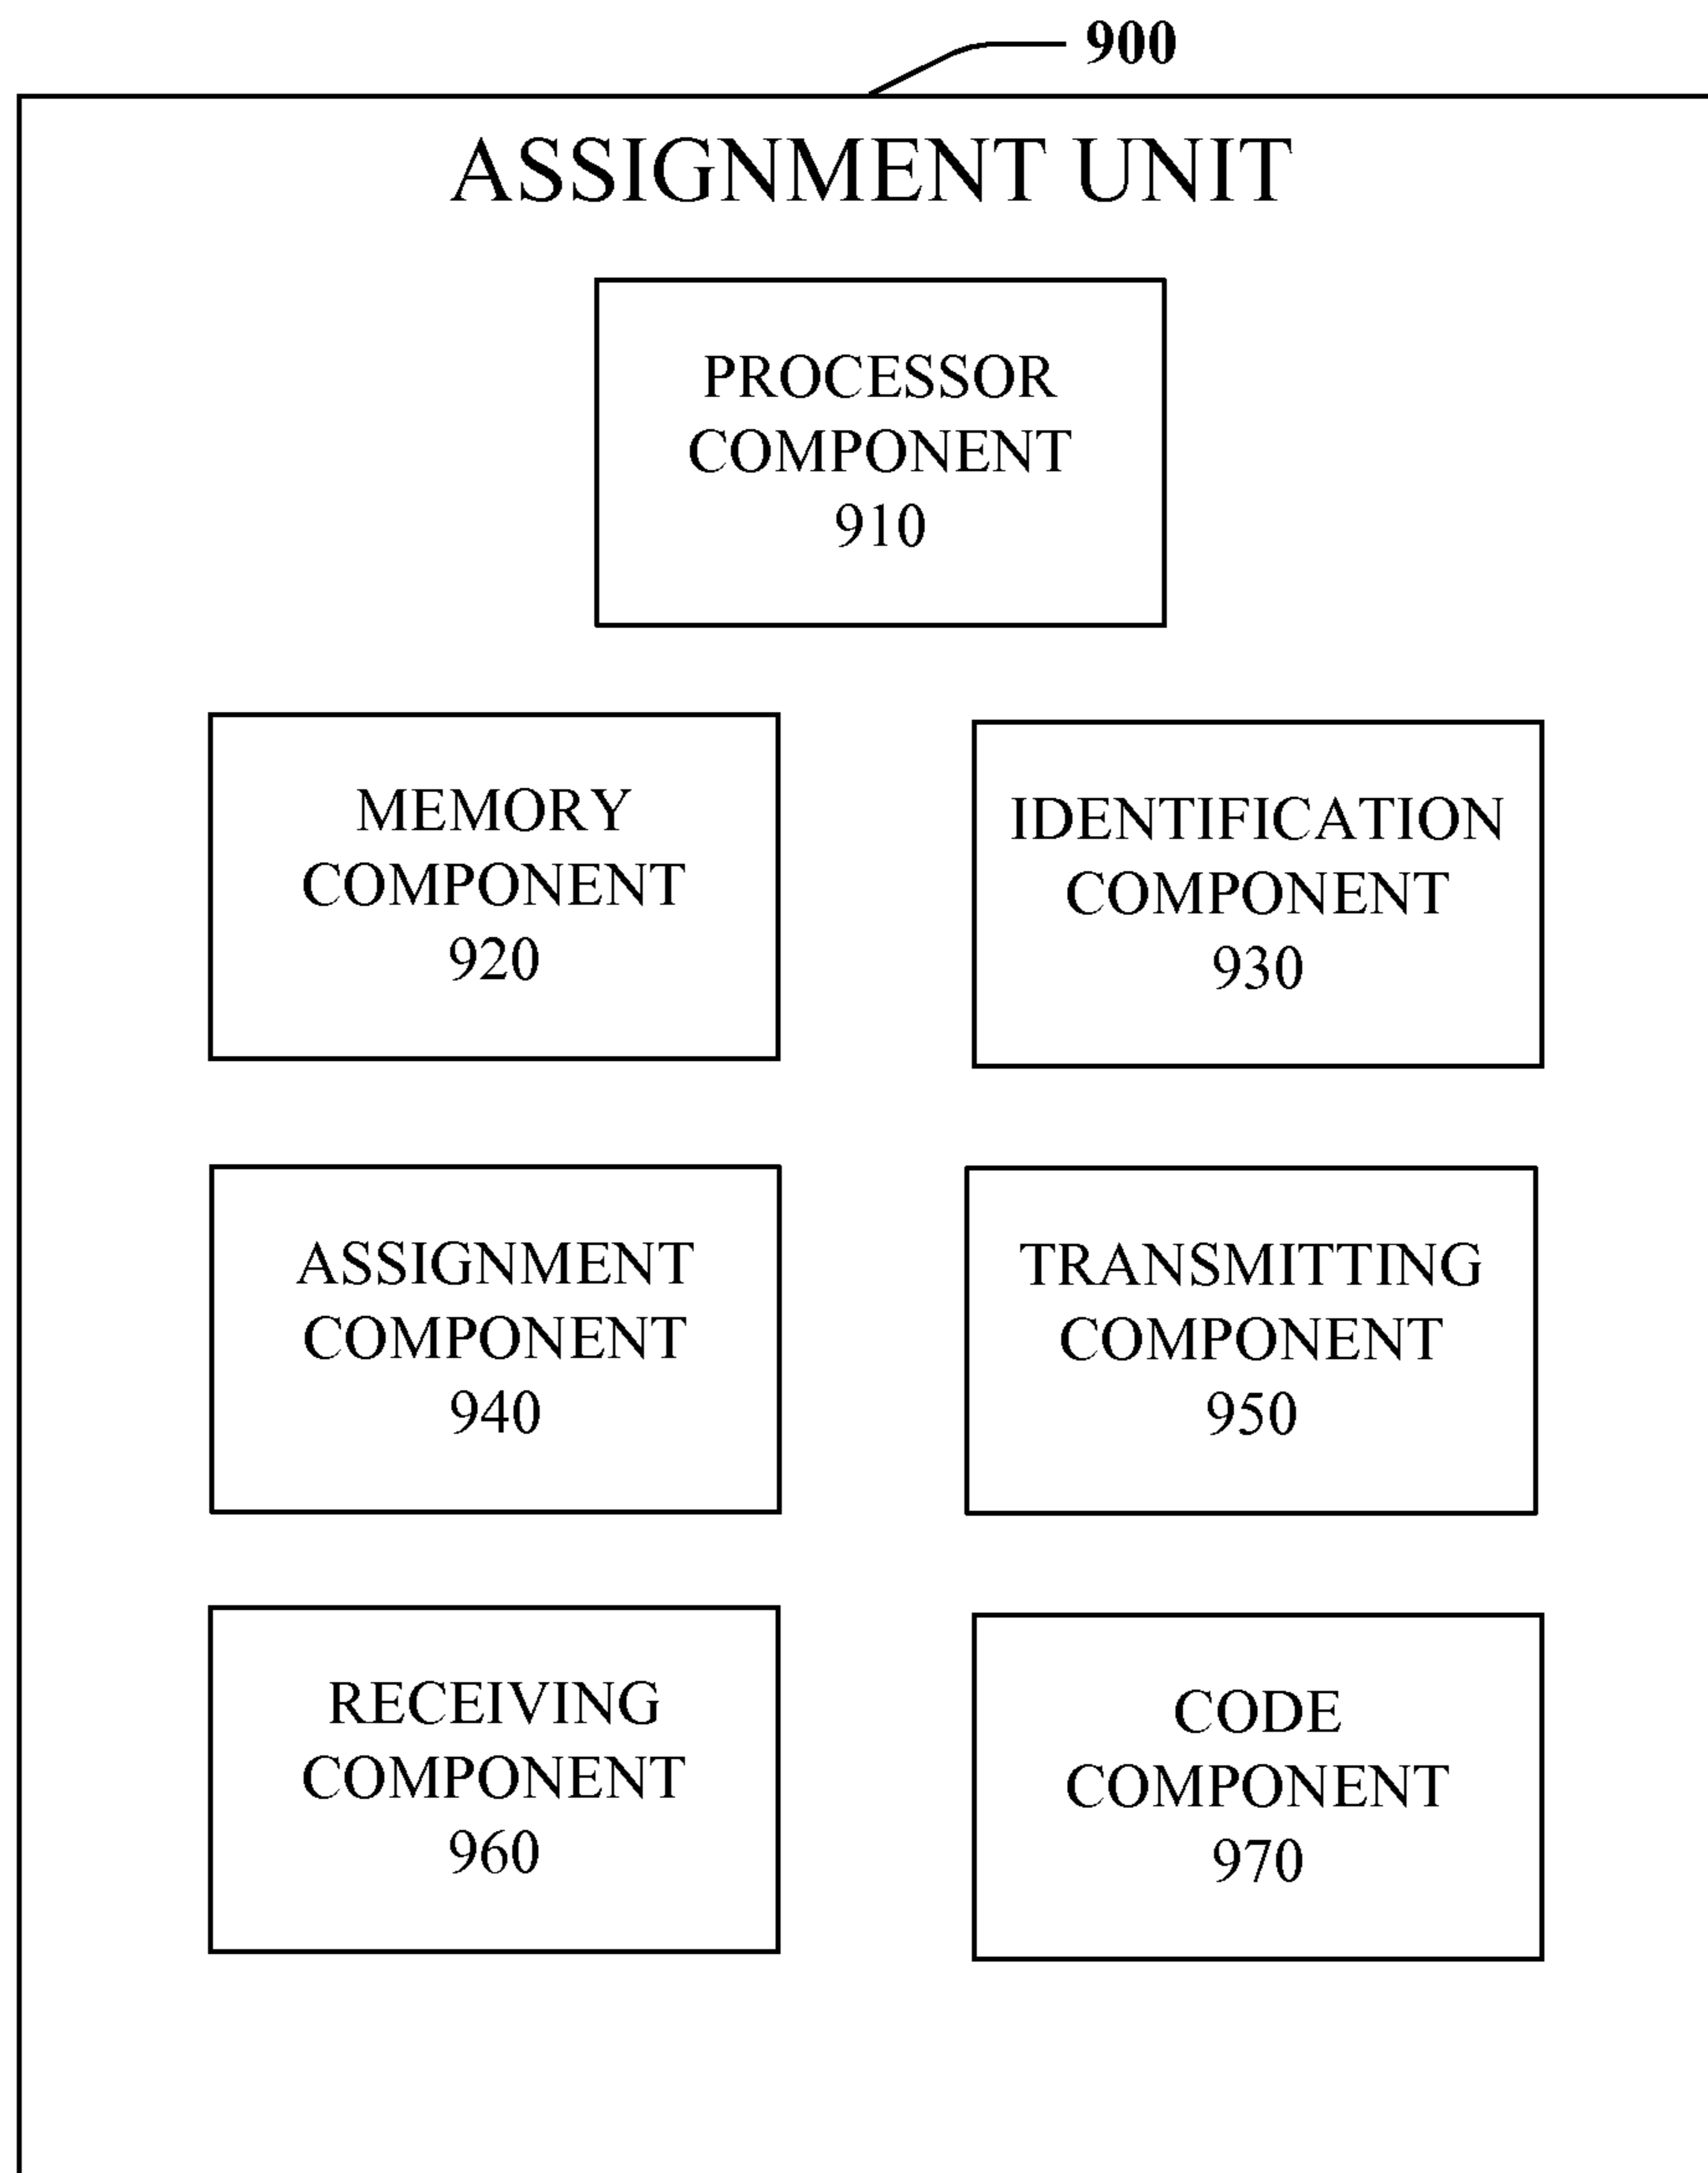 900
ASSIGNMENT UNIT
PROCESSOR
COMPONENT
910
MEMORY
COMPONENT
920
IDENTIFICATION
COMPONENT
930
ASSIGNMENT
COMPONENT
940
TRANSMITTING
COMPONENT
950
RECEIVING
COMPONENT
960
CODE
COMPONENT
970